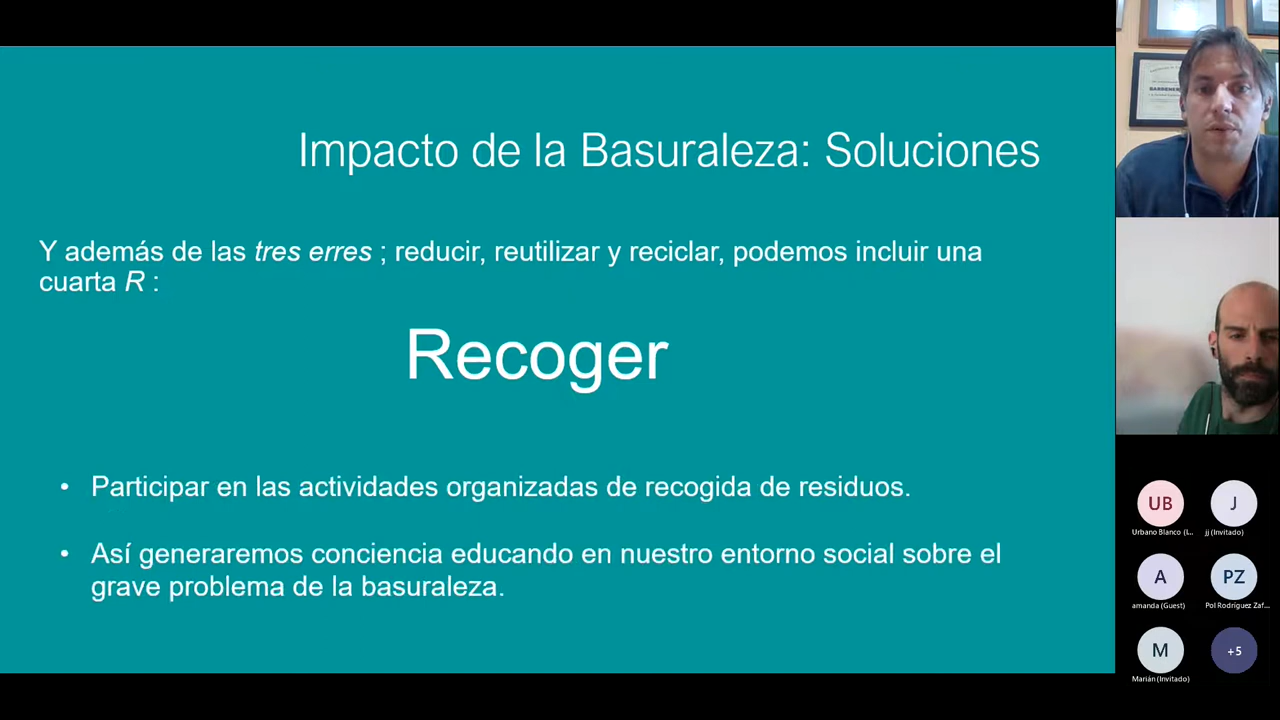 Impacto de la Basuraleza: Soluciones
Y además de las tres erres ; reducir, reutilizar y reciclar, podemos incluir una
cuarta R :
Recoger
• Participar en las actividades organizadas de recogida de residuos.
• Así generaremos conciencia educando en nuestro entorno social sobre el
grave problema de la basuraleza.
UB
Urbano Blanco (I...
J
jj (Invitado)
A
amanda (Guest)
PZ
Pol Rodríguez Zaf...
M
Marián (Invitado)
+5